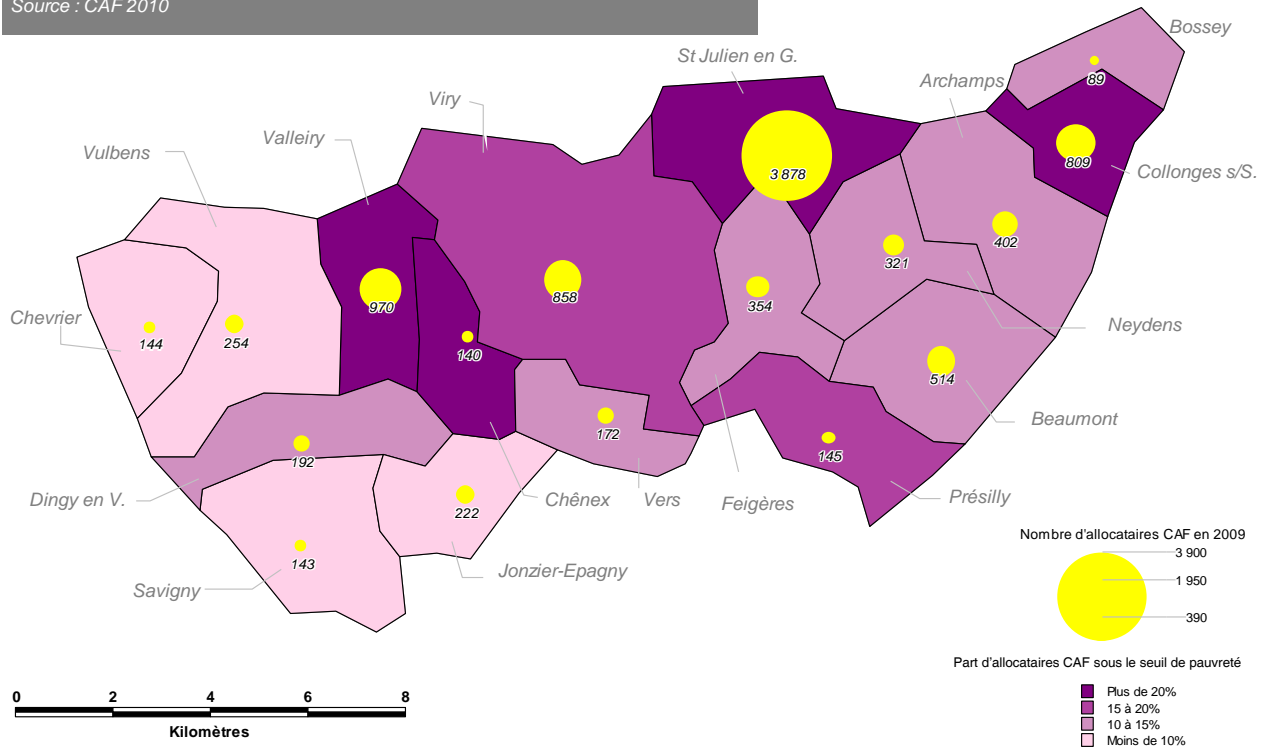 Source : CAF 2010
Bossey
St Julien en G.
Archamps
89
Viry
Valleiry
Vulbens
3 878
809
Collonges s/S.
402
321
970
858
354
Chevrier
144
254
140
Neydens
514
Beaumont
172
145
192
Dingy en V.
Chênex
Vers
Feigères
Présilly
222
143
Jonzier-Epagny
Savigny
Nombre d'allocataires CAF en 2009
3 900
1 950
390
Part d'allocataires CAF sous le seuil de pauvreté
Plus de 20%
15 à 20%
10 à 15%
Moins de 10%
0 2 4 6 8
Kilomètres